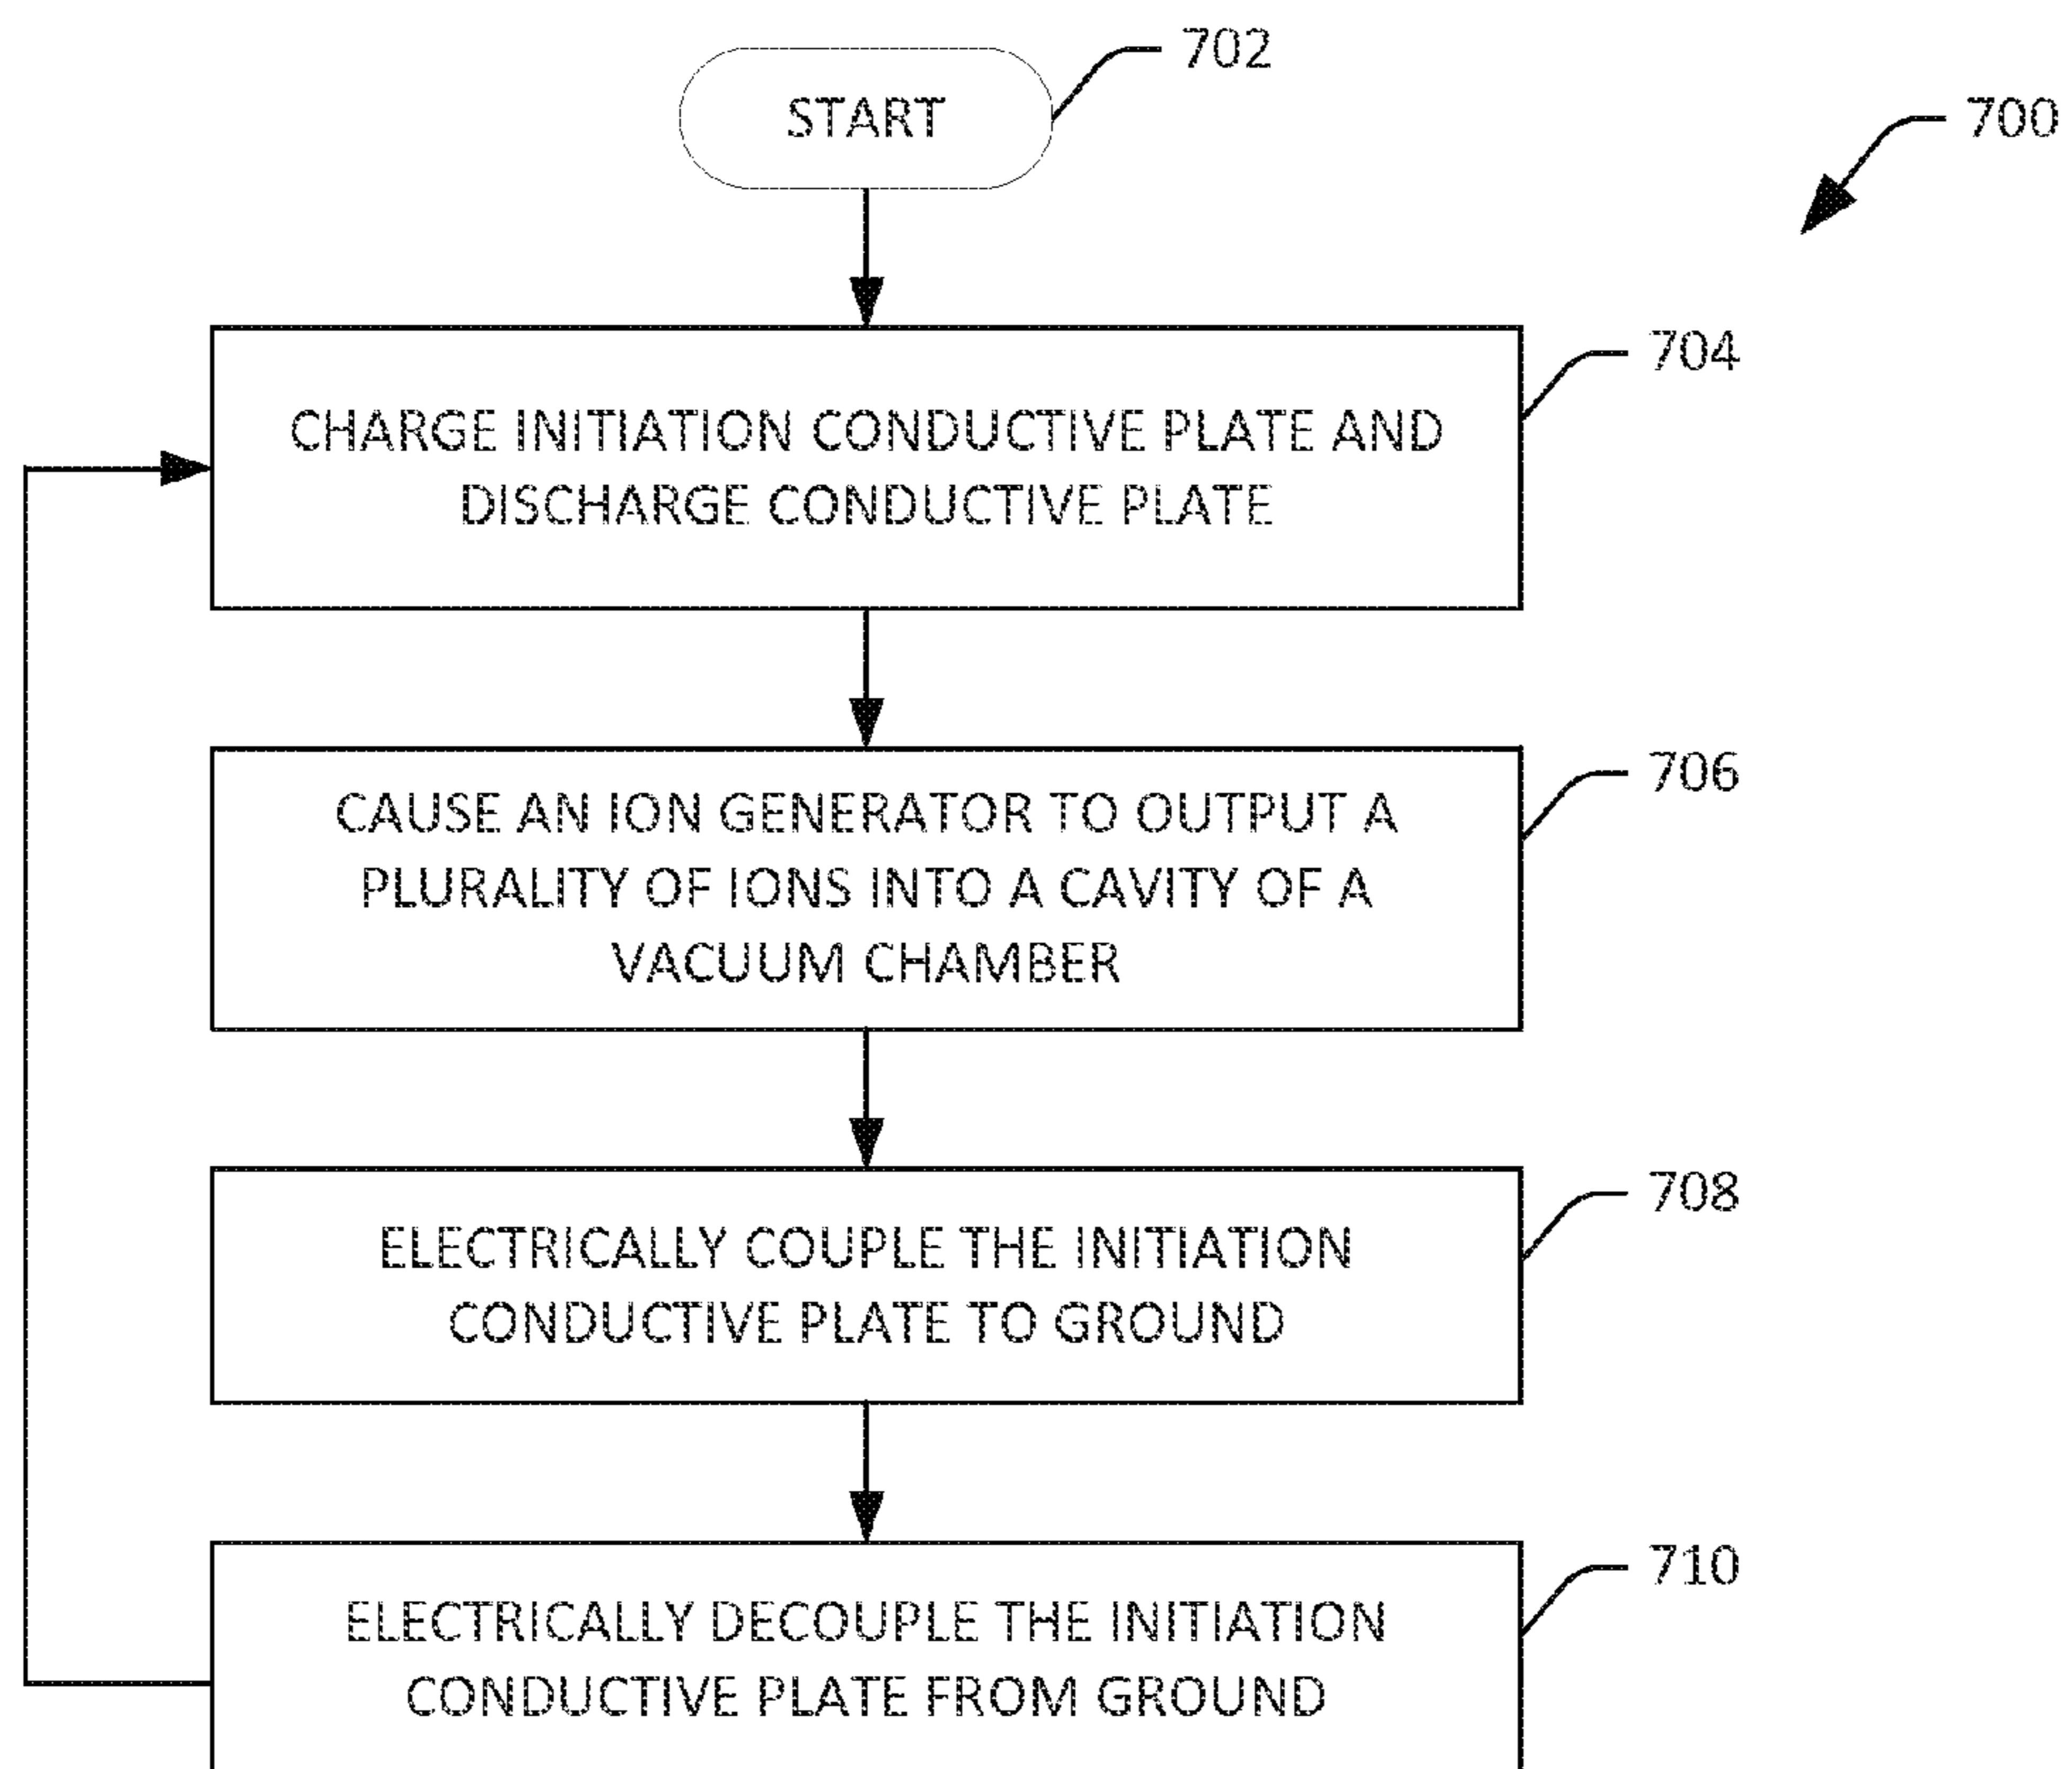 702
START
700
704
CHARGE INITIATION CONDUCTIVE PLATE AND
DISCHARGE CONDUCTIVE PLATE
706
CAUSE AN ION GENERATOR TO OUTPUT A
PLURALITY OF IONS INTO A CAVITY OF A
VACUUM CHAMBER
708
ELECTRICALLY COUPLE THE INITIATION
CONDUCTIVE PLATE TO GROUND
710
ELECTRICALLY DECOUPLE THE INITIATION
CONDUCTIVE PLATE FROM GROUND